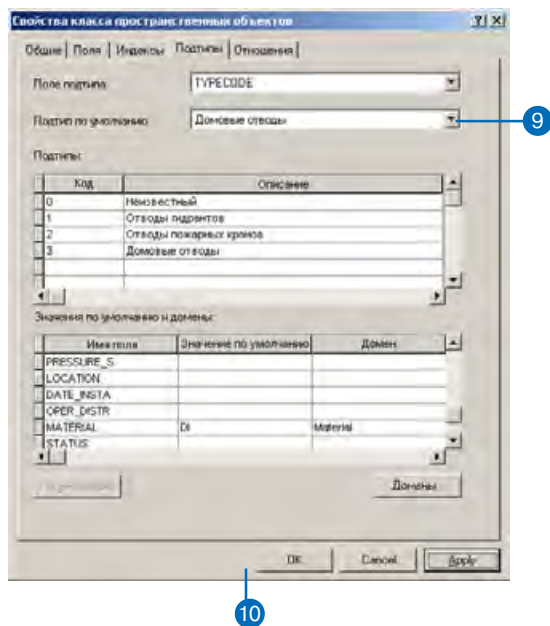 Свойства класса пространственных объектов
Общие Поля Индексы Подтипы Отношения
Поле подтипа TYPECODE
Подтип по умолчанию Домовые отводы
9
Подтипы:
Код Описание
0 Неизвестный
1 Отводы гидрантов
2 Отводы пожарных кранов
3 Домовые отводы
Значения по умолчанию и домены:
Имя поля Значение по умолчанию Домен
PRESSURE_S
LOCATION
DATE_INSTA
OPER_DISTR
MATERIAL DI Material
STATUS
Домены
OK Cancel Apply
10